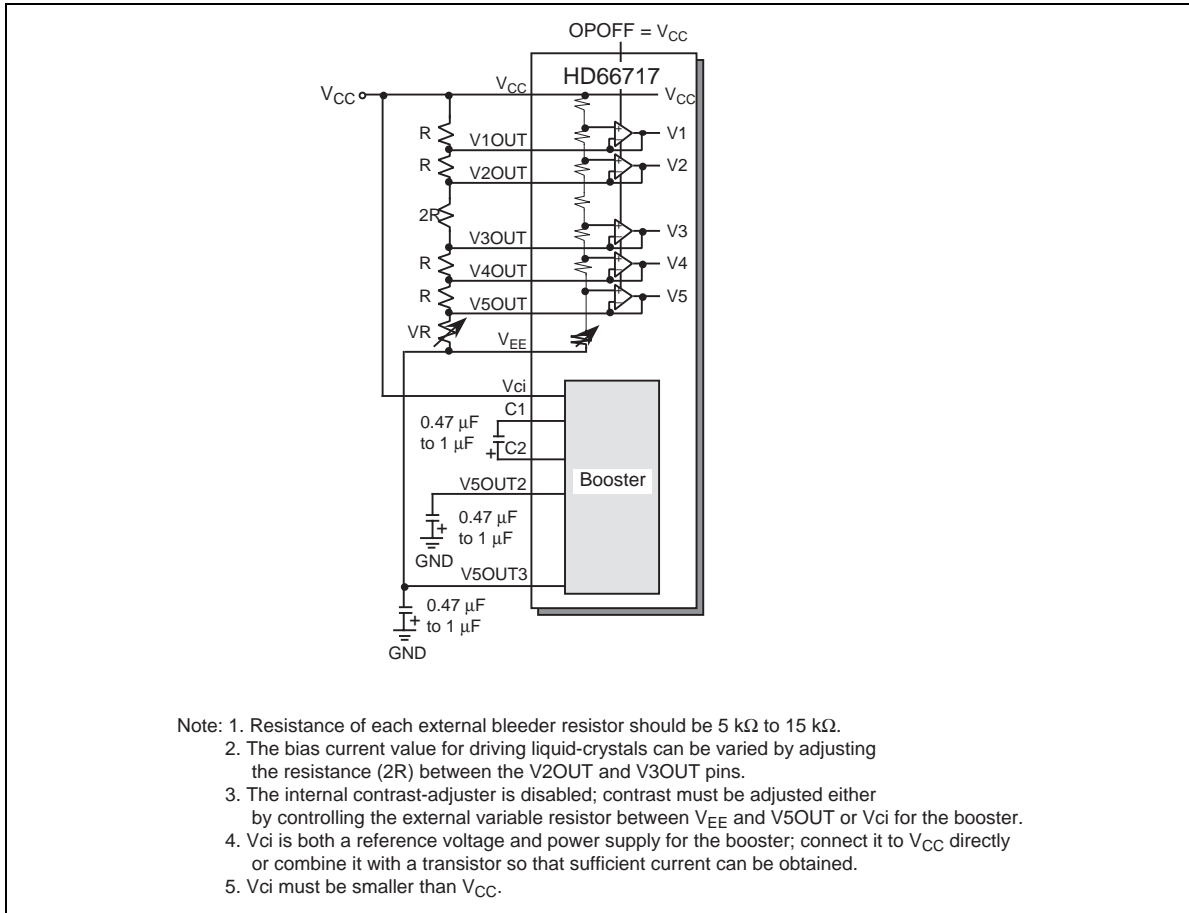 OPOFF = VCC
HD66717
VCC
VCC
VCC
R
V1OUT
V1
R
V2OUT
V2
2R
V3OUT
V3
R
V4OUT
V4
R
V5OUT
V5
VR
VEE
Vci
C1
0.47 µF
to 1 µF
+
C2
Booster
V5OUT2
0.47 µF
+
to 1 µF
GND
V5OUT3
0.47 µF
+
to 1 µF
GND
Note: 1. Resistance of each external bleeder resistor should be 5 kΩ to 15 kΩ.
2. The bias current value for driving liquid-crystals can be varied by adjusting
the resistance (2R) between the V2OUT and V3OUT pins.
3. The internal contrast-adjuster is disabled; contrast must be adjusted either
by controlling the external variable resistor between VEE and V5OUT or Vci for the booster.
4. Vci is both a reference voltage and power supply for the booster; connect it to VCC directly
or combine it with a transistor so that sufficient current can be obtained.
5. Vci must be smaller than VCC.